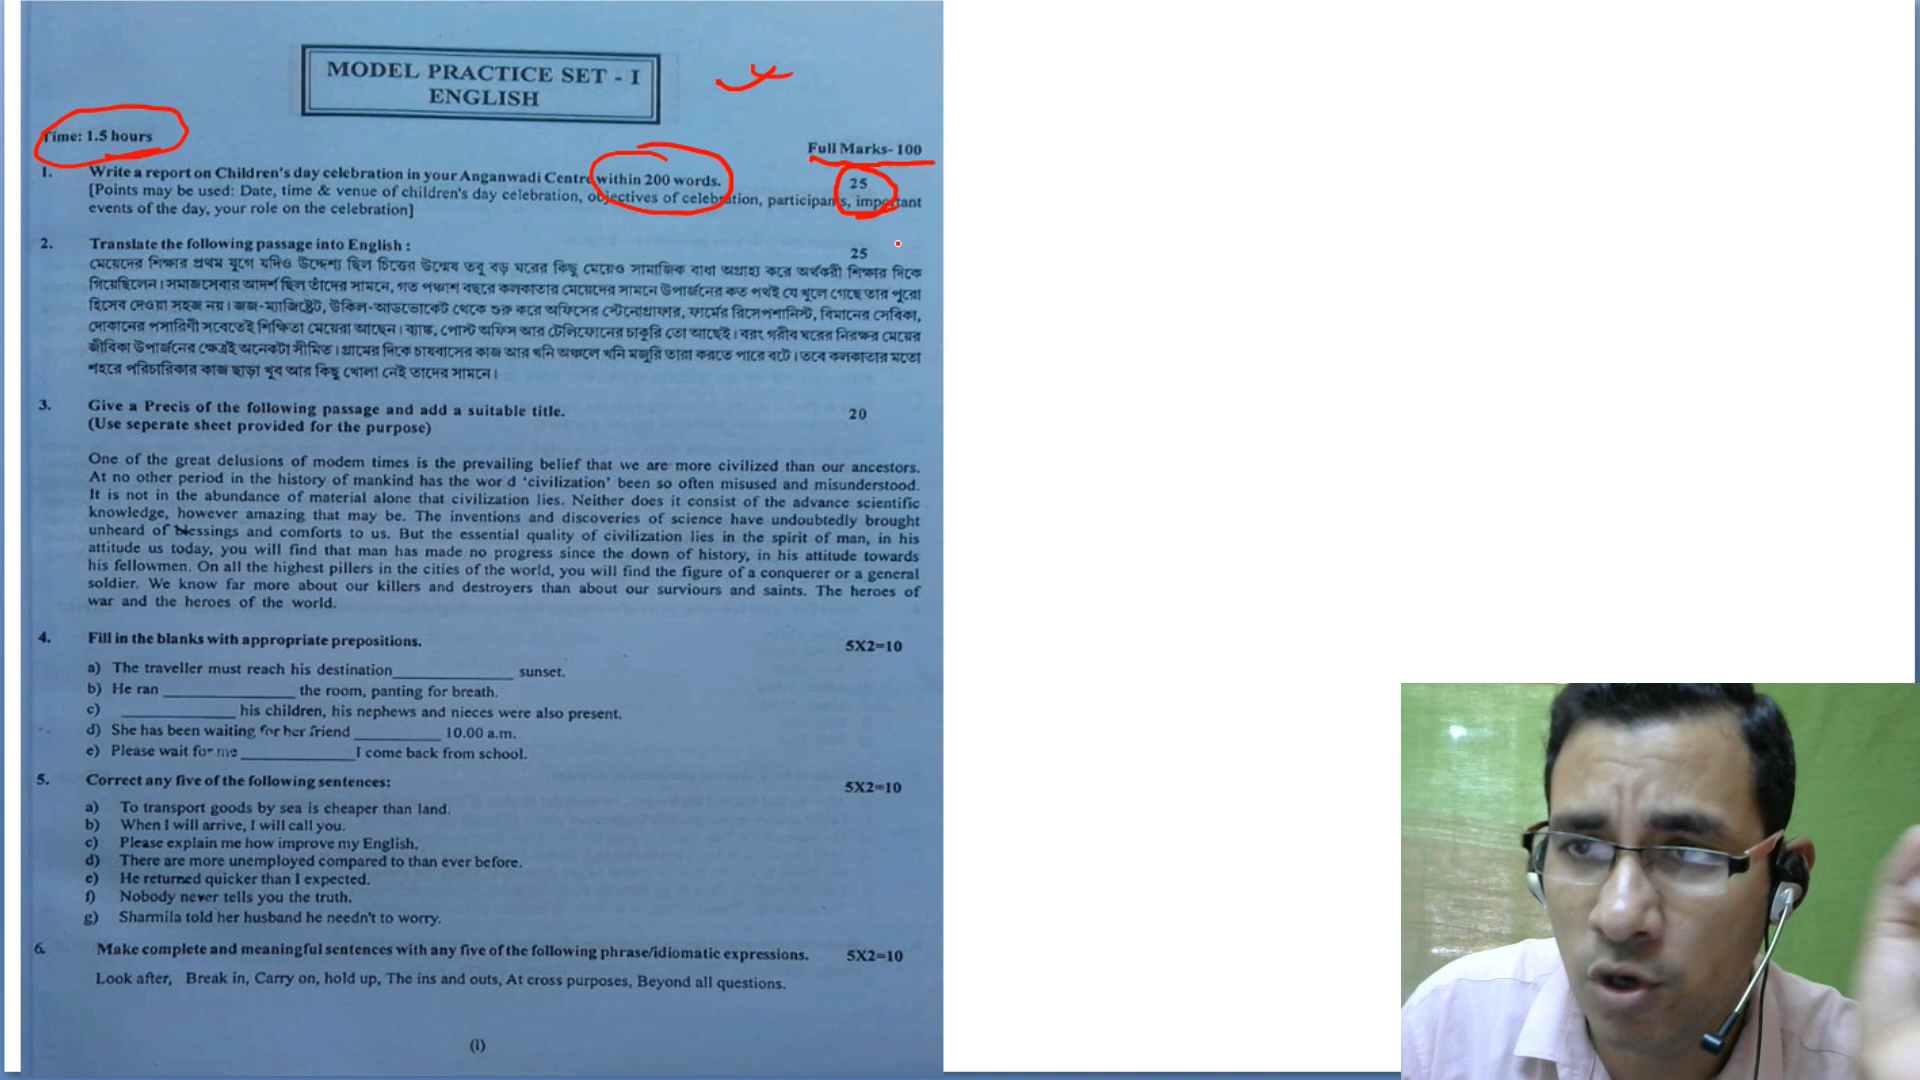 MODEL PRACTICE SET - I
ENGLISH
Time: 1.5 hours
Full Marks- 100
1. Write a report on Children's day celebration in your Anganwadi Centre within 200 words. 25
[Points may be used: Date, time & venue of children's day celebration, objectives of celebration, participants, important
events of the day, your role on the celebration]
2. Translate the following passage into English : 25
মেয়েদের শিক্ষার প্রথম যুগে যদিও উদ্দেশ্য ছিল চিত্তের উন্মেষ তবু বড় ঘরের কিছু মেয়েও সামাজিক বাধা অগ্রাহ্য করে অর্থকরী শিক্ষার দিকে
গিয়েছিলেন। সমাজসেবার আদর্শ ছিল তাঁদের সামনে, গত পঞ্চাশ বছরে কলকাতার মেয়েদের সামনে উপার্জনের কত পথই যে খুলে গেছে তার পুরো
হিসেব দেওয়া সহজ নয়। জজ-ম্যাজিষ্ট্রেট, উকিল-আডভোকেট থেকে শুরু করে অফিসের স্টেনোগ্রাফার, ফার্মের রিসেপশানিস্ট, বিমানের সেবিকা,
দোকানের পসারিণী সবেতেই শিক্ষিতা মেয়েরা আছেন। ব্যাঙ্ক, পোস্ট অফিস আর টেলিফোনের চাকুরি তো আছেই। বরং গরীব ঘরের নিরক্ষর মেয়ের
জীবিকা উপার্জনের ক্ষেত্রই অনেকটা সীমিত। গ্রামের দিকে চাষবাসের কাজ আর খনি অঞ্চলে খনি মজুরি তারা করতে পারে বটে। তবে কলকাতার মতো
শহরে পরিচারিকার কাজ ছাড়া খুব আর কিছু খোলা নেই তাদের সামনে।
3. Give a Precis of the following passage and add a suitable title. 20
(Use seperate sheet provided for the purpose)
One of the great delusions of modem times is the prevailing belief that we are more civilized than our ancestors.
At no other period in the history of mankind has the wor d 'civilization' been so often misused and misunderstood.
It is not in the abundance of material alone that civilization lies. Neither does it consist of the advance scientific
knowledge, however amazing that may be. The inventions and discoveries of science have undoubtedly brought
unheard of blessings and comforts to us. But the essential quality of civilization lies in the spirit of man, in his
attitude us today, you will find that man has made no progress since the down of history, in his attitude towards
his fellowmen. On all the highest pillers in the cities of the world, you will find the figure of a conquerer or a general
soldier. We know far more about our killers and destroyers than about our surviours and saints. The heroes of
war and the heroes of the world.
4. Fill in the blanks with appropriate prepositions. 5X2=10
a) The traveller must reach his destination____________ sunset.
b) He ran ____________ the room, panting for breath.
c) ____________ his children, his nephews and nieces were also present.
d) She has been waiting for her friend __________ 10.00 a.m.
e) Please wait for me ____________ I come back from school.
5. Correct any five of the following sentences: 5X2=10
a) To transport goods by sea is cheaper than land.
b) When I will arrive, I will call you.
c) Please explain me how improve my English.
d) There are more unemployed compared to than ever before.
e) He returned quicker than I expected.
f) Nobody never tells you the truth.
g) Sharmila told her husband he needn't to worry.
6. Make complete and meaningful sentences with any five of the following phrase/idiomatic expressions. 5X2=10
Look after, Break in, Carry on, hold up, The ins and outs, At cross purposes, Beyond all questions.
(I)